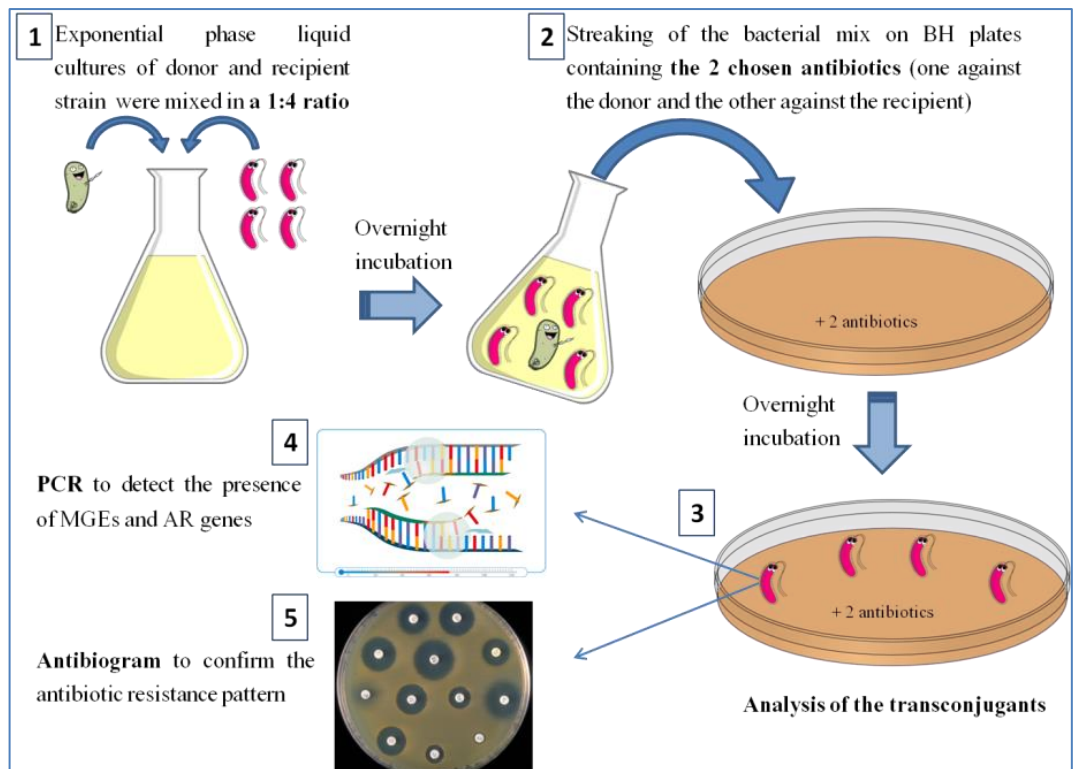 1 Exponential phase liquid
cultures of donor and recipient
strain were mixed in a 1:4 ratio
2 Streaking of the bacterial mix on BH plates
containing the 2 chosen antibiotics (one against
the donor and the other against the recipient)
Overnight
incubation
+ 2 antibiotics
Overnight
incubation
3
+ 2 antibiotics
Analysis of the transconjugants
4
PCR to detect the presence
of MGEs and AR genes
5
Antibiogram to confirm the
antibiotic resistance pattern